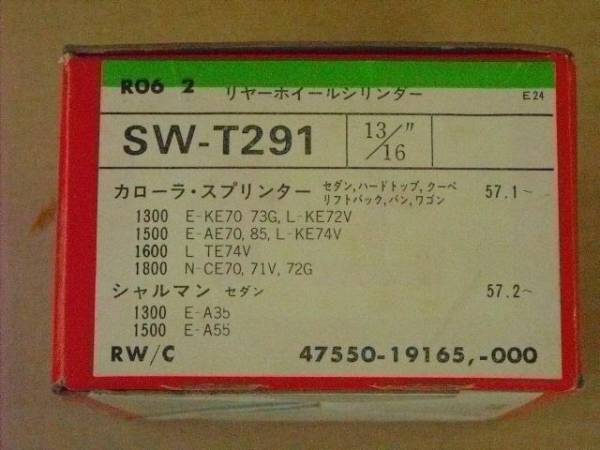 R06 2 リヤーホイールシリンダー E24
SW-T291 13/16"
カローラ・スプリンター セダン,ハードトップ,クーペ 57.1~
リフトバック,バン,ワゴン
1300 E-KE70 73G, L-KE72V
1500 E-AE70, 85, L-KE74V
1600 L TE74V
1800 N-CE70, 71V, 72G
シャルマン セダン 57.2~
1300 E-A35
1500 E-A55
RW/C 47550-19165,-000